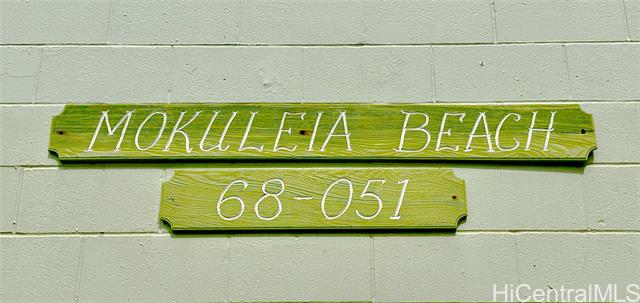 MOKULEIA BEACH
68-051
HiCentralMLS